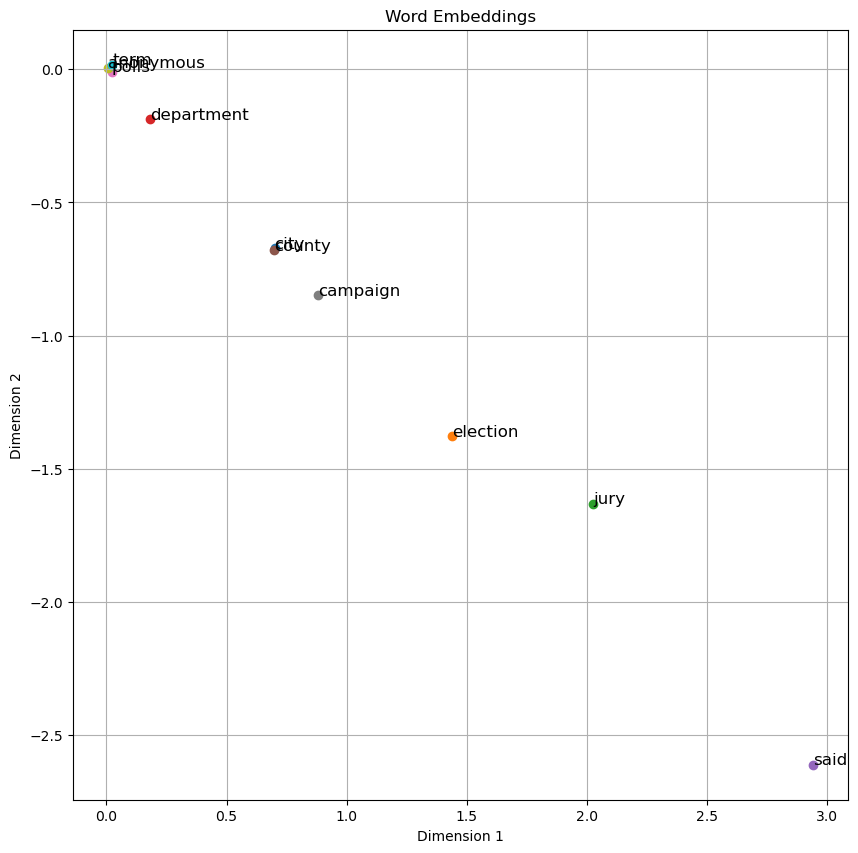 Word Embeddings
term
anonymous
polls
department
city
county
campaign
election
jury
said
0.0
−0.5
−1.0
−1.5
−2.0
−2.5
Dimension 2
0.0 0.5 1.0 1.5 2.0 2.5 3.0
Dimension 1